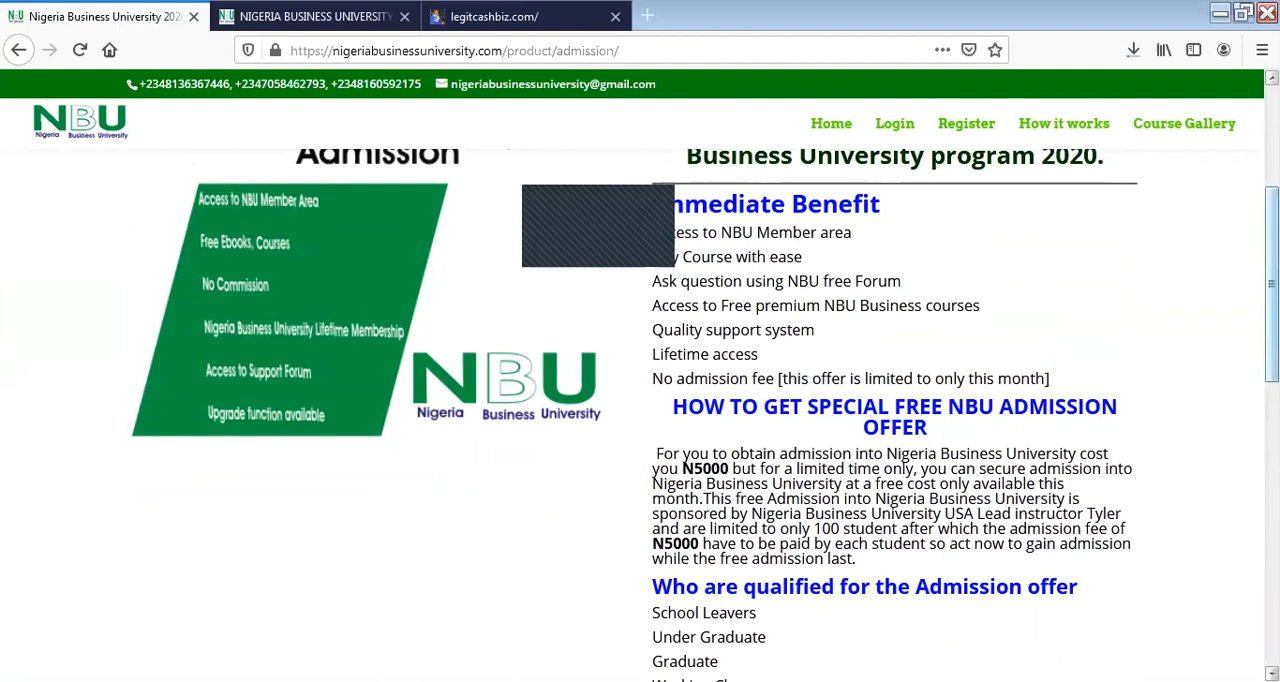 Nigeria Business University 202
NIGERIA BUSINESS UNIVERSITY
legitcashbiz.com/
https://nigeriabusinessuniversity.com/product/admission/
+2348136367446, +2347058462793, +2348160592175
nigeriabusinessuniversity@gmail.com
NBU
Nigeria Business University
Home
Login
Register
How it works
Course Gallery
Admission
Access to NBU Member Area
Free Ebooks, Courses
No Commission
Nigeria Business University Lifetime Membership
Access to Support Forum
Upgrade function available
NBU
Nigeria Business University
Business University program 2020.
mmediate Benefit
ess to NBU Member area
y Course with ease
Ask question using NBU free Forum
Access to Free premium NBU Business courses
Quality support system
Lifetime access
No admission fee [this offer is limited to only this month]
HOW TO GET SPECIAL FREE NBU ADMISSION
OFFER
For you to obtain admission into Nigeria Business University cost
you N5000 but for a limited time only, you can secure admission into
Nigeria Business University at a free cost only available this
month.This free Admission into Nigeria Business University is
sponsored by Nigeria Business University USA Lead instructor Tyler
and are limited to only 100 student after which the admission fee of
N5000 have to be paid by each student so act now to gain admission
while the free admission last.
Who are qualified for the Admission offer
School Leavers
Under Graduate
Graduate